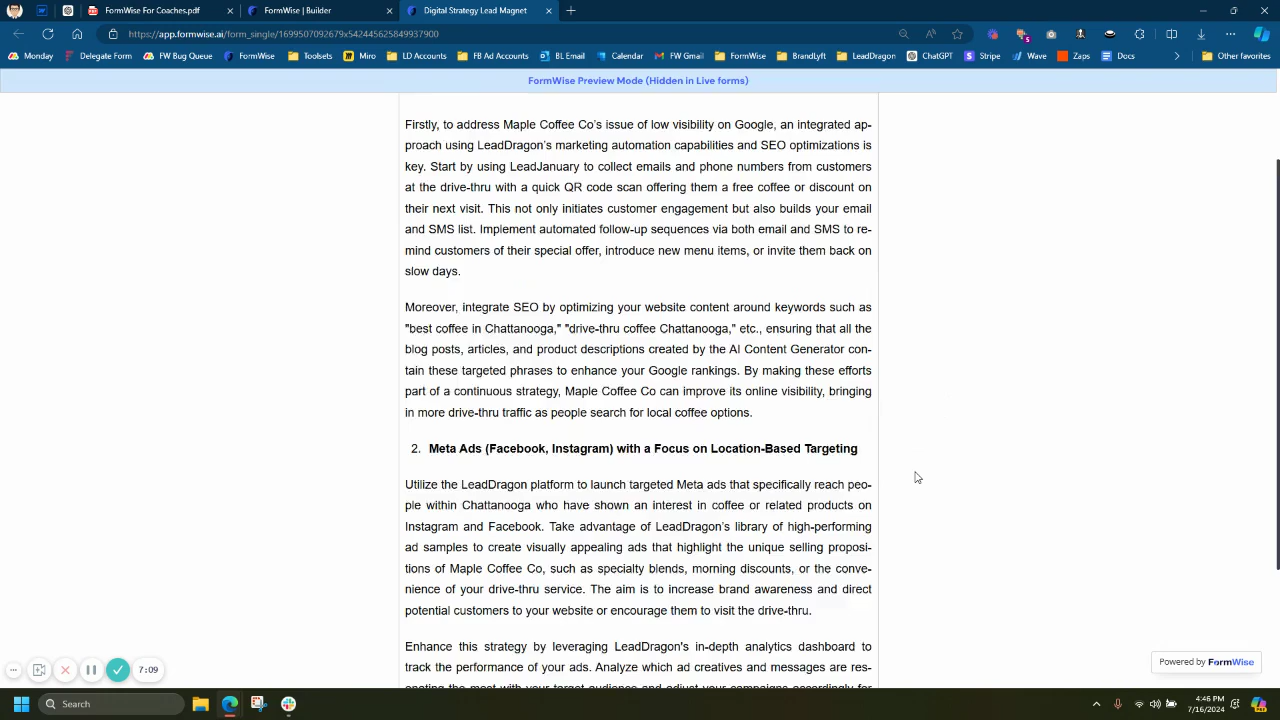 FormWise For Coaches.pdf
FormWise | Builder
Digital Strategy Lead Magnet
https://app.formwise.ai/form_single/1699507092979x542445625849937900
Monday
Delegate Form
FW Bug Queue
FormWise
Toolsets
Miro
LD Accounts
FB Ad Accounts
BL Email
Calendar
FW Gmail
FormWise
BrandLyft
LeadDragon
ChatGPT
Stripe
Wave
Zaps
Docs
Other favorites
FormWise Preview Mode (Hidden in Live forms)
Firstly, to address Maple Coffee Co's issue of low visibility on Google, an integrated ap-
proach using LeadDragon's marketing automation capabilities and SEO optimizations is
key. Start by using LeadJanuary to collect emails and phone numbers from customers
at the drive-thru with a quick QR code scan offering them a free coffee or discount on
their next visit. This not only initiates customer engagement but also builds your email
and SMS list. Implement automated follow-up sequences via both email and SMS to re-
mind customers of their special offer, introduce new menu items, or invite them back on
slow days.
Moreover, integrate SEO by optimizing your website content around keywords such as
"best coffee in Chattanooga," "drive-thru coffee Chattanooga," etc., ensuring that all the
blog posts, articles, and product descriptions created by the AI Content Generator con-
tain these targeted phrases to enhance your Google rankings. By making these efforts
part of a continuous strategy, Maple Coffee Co can improve its online visibility, bringing
in more drive-thru traffic as people search for local coffee options.
2. Meta Ads (Facebook, Instagram) with a Focus on Location-Based Targeting
Utilize the LeadDragon platform to launch targeted Meta ads that specifically reach peo-
ple within Chattanooga who have shown an interest in coffee or related products on
Instagram and Facebook. Take advantage of LeadDragon's library of high-performing
ad samples to create visually appealing ads that highlight the unique selling proposi-
tions of Maple Coffee Co, such as specialty blends, morning discounts, or the conve-
nience of your drive-thru service. The aim is to increase brand awareness and direct
potential customers to your website or encourage them to visit the drive-thru.
Enhance this strategy by leveraging LeadDragon's in-depth analytics dashboard to
track the performance of your ads. Analyze which ad creatives and messages are res-
onating the most with your target audience and adjust your campaigns accordingly for
7:09
Powered by FormWise
Search
4:46 PM
7/16/2024